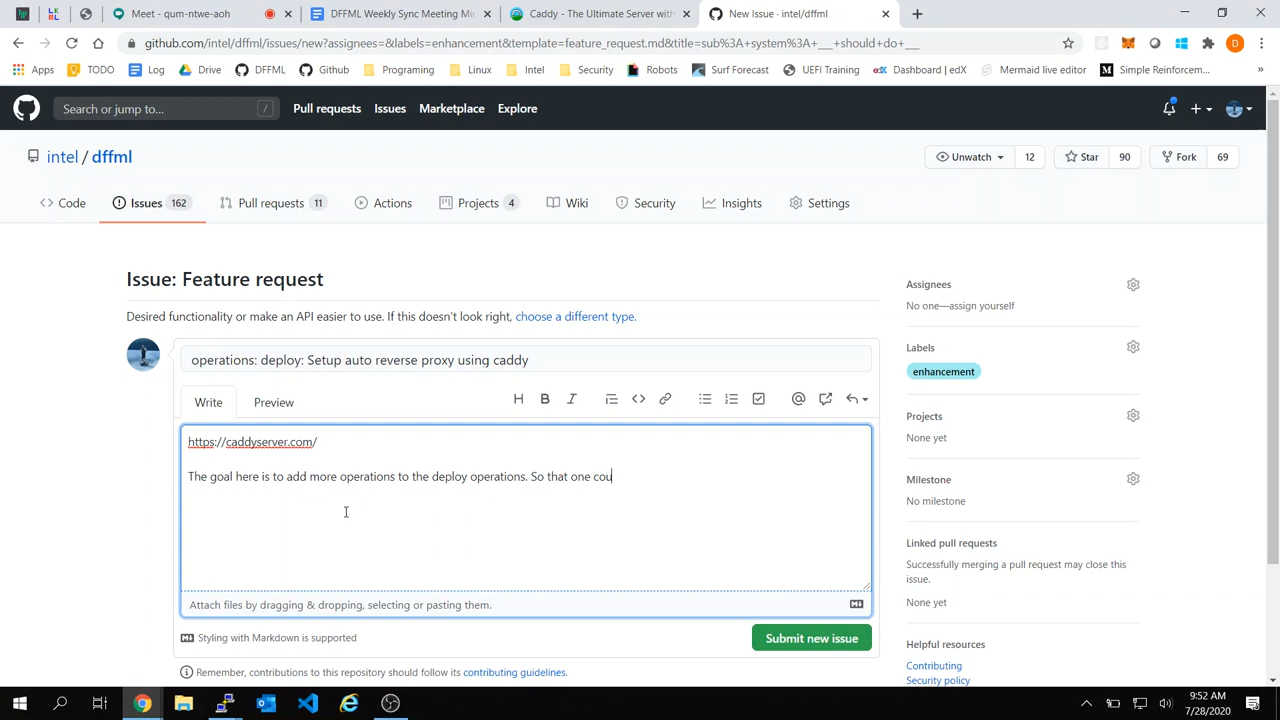 Meet - qum-ntwe-aoh
DFFML Weekly Sync Meeting Mi
Caddy - The Ultimate Server with
New Issue · intel/dffml
github.com/intel/dffml/issues/new?assignees=&labels=enhancement&template=feature_request.md&title=sub%3A+system%3A+___+should+do+___
Apps TODO Log Drive DFFML Github Programing Linux Intel Security Robots Surf Forecast UEFI Training Dashboard | edX Mermaid live editor Simple Reinforcem... »
Search or jump to... / Pull requests Issues Marketplace Explore
intel / dffml Unwatch 12 Star 90 Fork 69
Code Issues 162 Pull requests 11 Actions Projects 4 Wiki Security Insights Settings
Issue: Feature request
Desired functionality or make an API easier to use. If this doesn't look right, choose a different type.
operations: deploy: Setup auto reverse proxy using caddy
Write Preview
https://caddyserver.com/
The goal here is to add more operations to the deploy operations. So that one cou
Attach files by dragging & dropping, selecting or pasting them.
Styling with Markdown is supported
Submit new issue
Remember, contributions to this repository should follow its contributing guidelines.
Assignees
No one—assign yourself
Labels
enhancement
Projects
None yet
Milestone
No milestone
Linked pull requests
Successfully merging a pull request may close this
issue.
None yet
Helpful resources
Contributing
Security policy
9:52 AM
7/28/2020